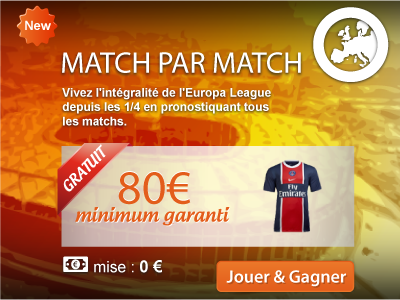 New
MATCH PAR MATCH
Vivez l'intégralité de l'Europa League
depuis les 1/4 en pronostiquant tous
les matchs.
GRATUIT
80€
minimum garanti
Fly
Emirates
mise : 0 €
Jouer & Gagner